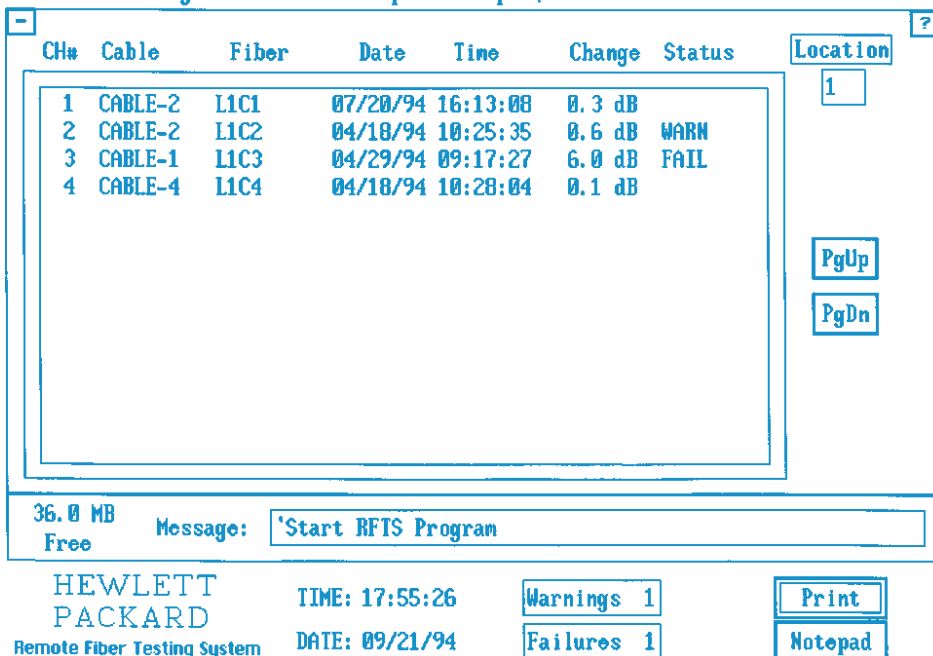 - ?
CH# Cable Fiber Date Time Change Status Location
1
1 CABLE-2 L1C1 07/20/94 16:13:08 0.3 dB
2 CABLE-2 L1C2 04/18/94 10:25:35 0.6 dB WARN
3 CABLE-1 L1C3 04/29/94 09:17:27 6.0 dB FAIL
4 CABLE-4 L1C4 04/18/94 10:28:04 0.1 dB
PgUp
PgDn
36.0 MB
Free
Message: 'Start RFTS Program
HEWLETT
PACKARD
Remote Fiber Testing System
TIME: 17:55:26
DATE: 09/21/94
Warnings 1
Failures 1
Print
Notepad